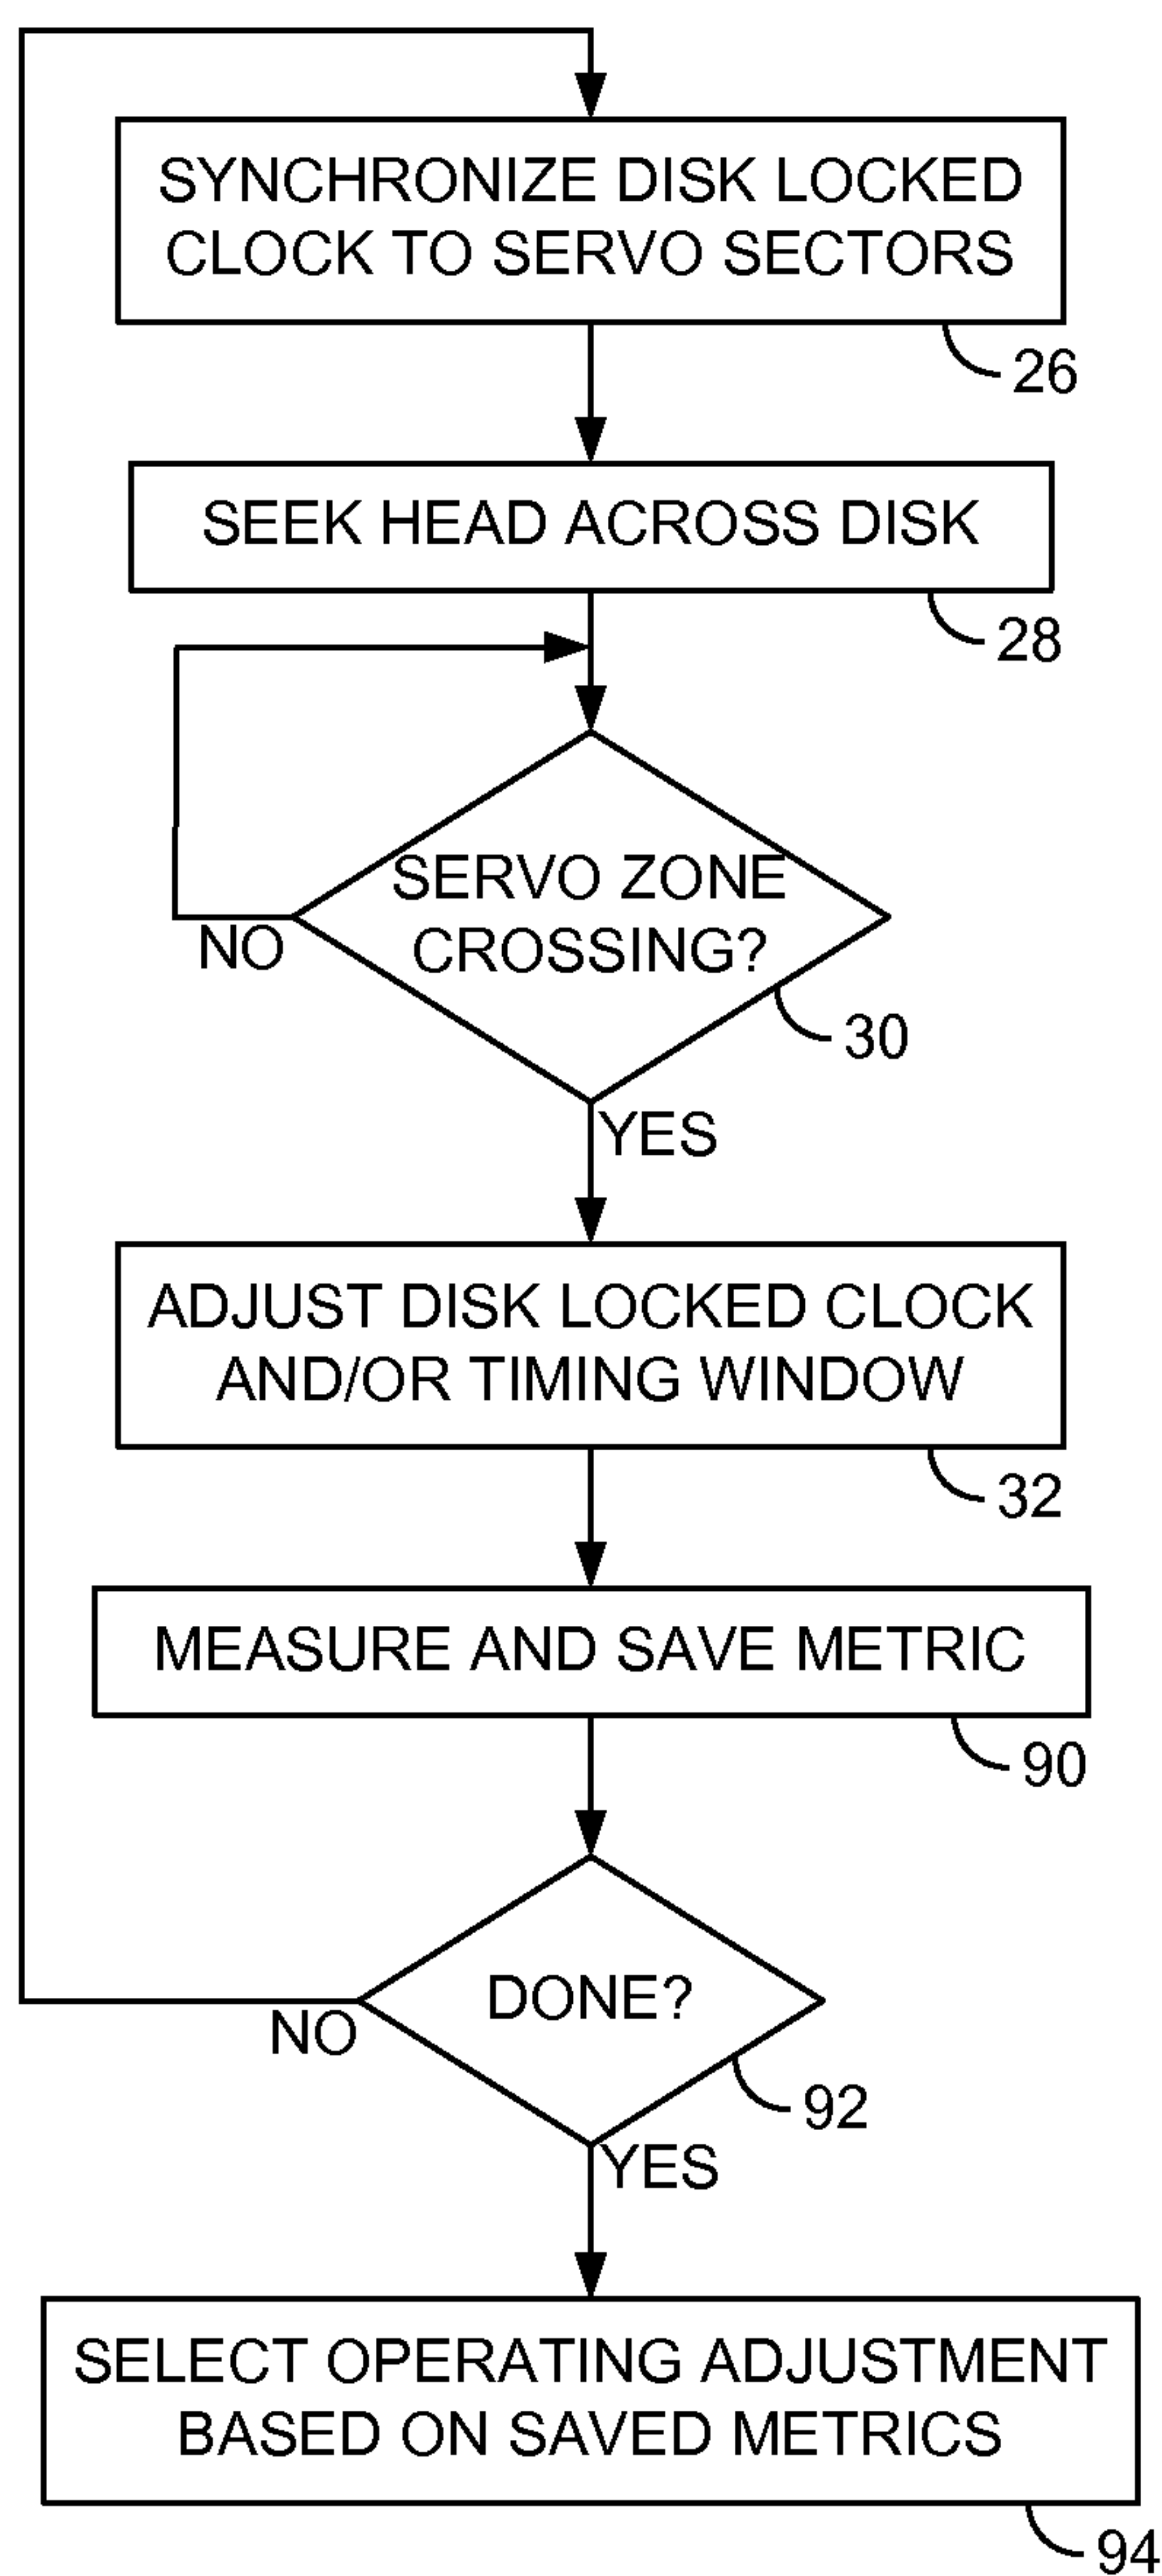 SYNCHRONIZE DISK LOCKED
CLOCK TO SERVO SECTORS
26
SEEK HEAD ACROSS DISK
28
SERVO ZONE
CROSSING?
NO
30
YES
ADJUST DISK LOCKED CLOCK
AND/OR TIMING WINDOW
32
MEASURE AND SAVE METRIC
90
DONE?
NO
92
YES
SELECT OPERATING ADJUSTMENT
BASED ON SAVED METRICS
94